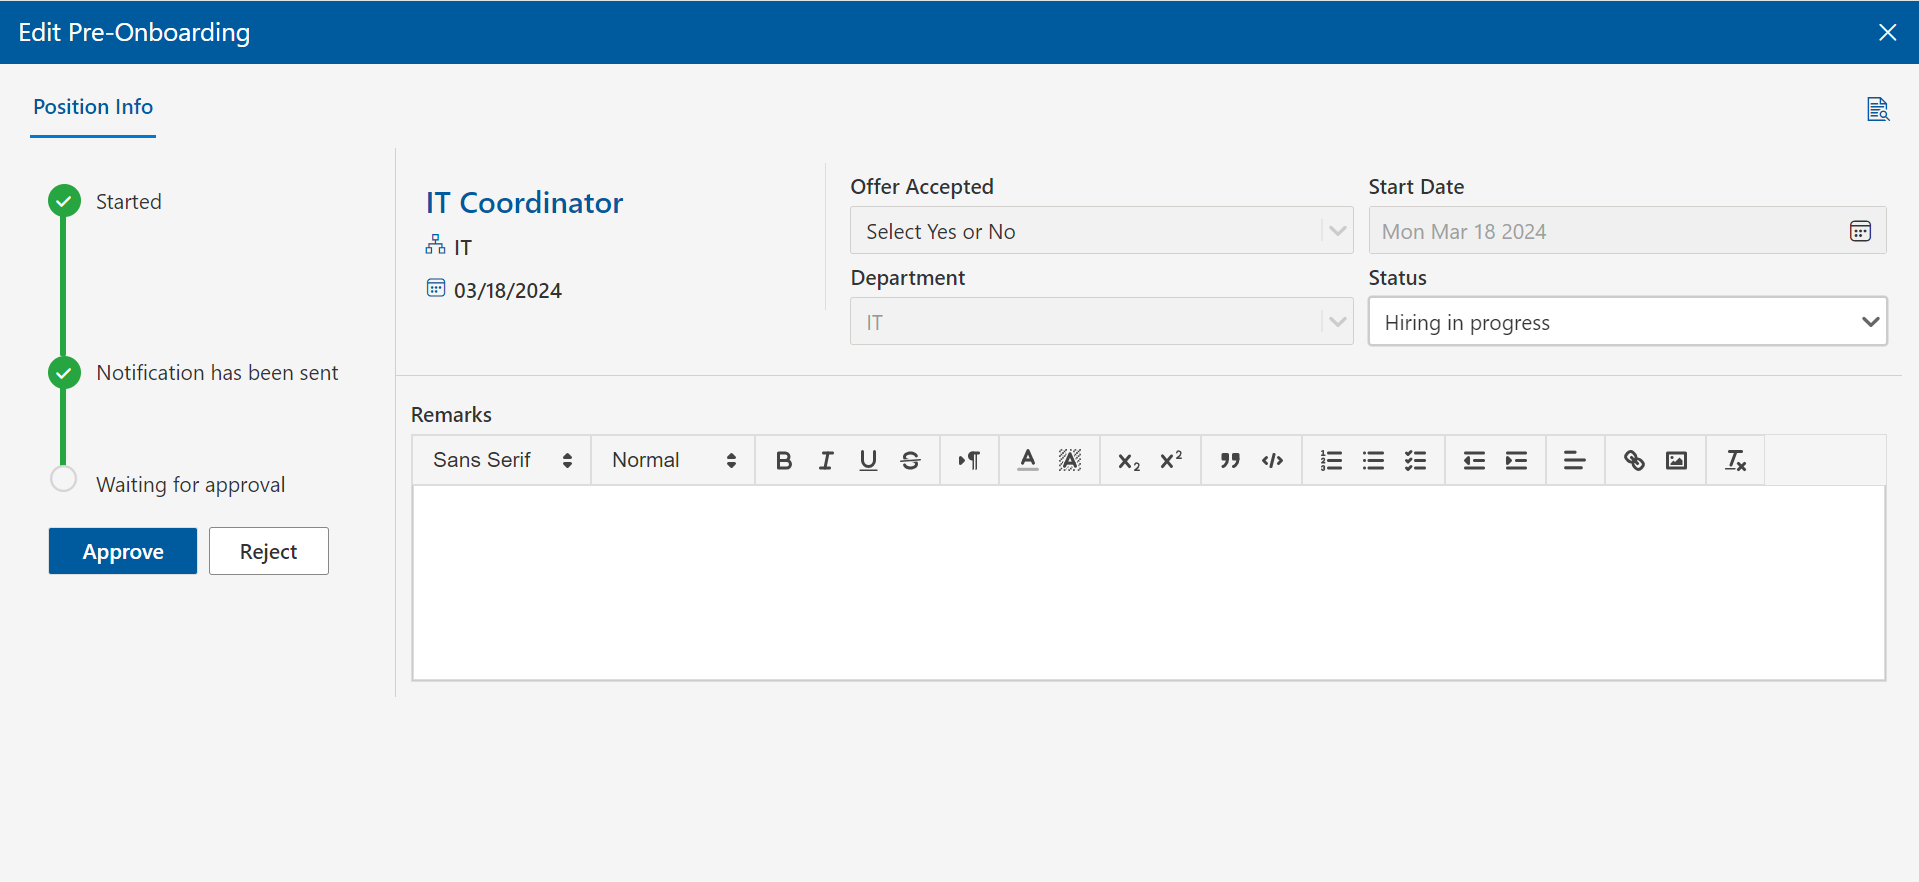 Edit Pre-Onboarding
Position Info
Started
Notification has been sent
Waiting for approval
Approve
Reject
IT Coordinator
IT
03/18/2024
Offer Accepted
Select Yes or No
Start Date
Mon Mar 18 2024
Department
IT
Status
Hiring in progress
Remarks
Sans Serif
Normal